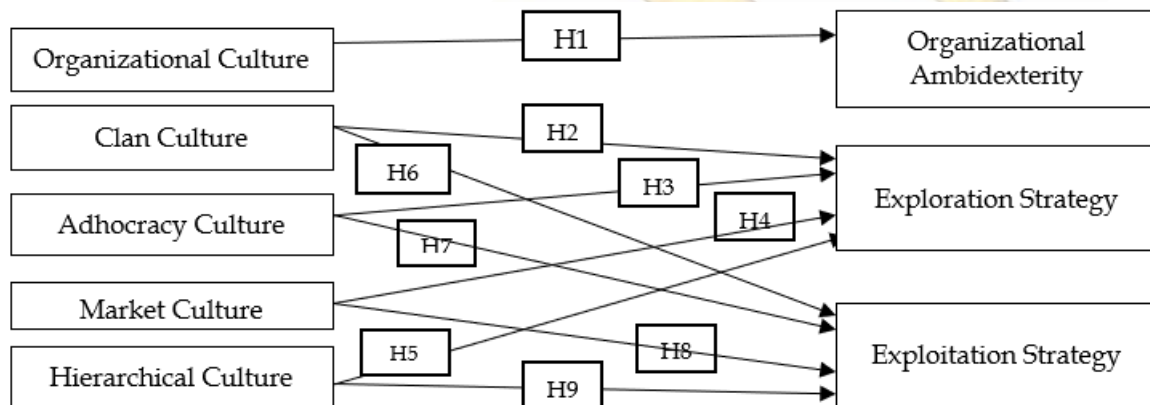 Organizational Culture
H1
Organizational
Ambidexterity
Clan Culture
H2
H6
H3
Exploration Strategy
Adhocracy Culture
H7
H4
Market Culture
H5
H8
Exploitation Strategy
Hierarchical Culture
H9